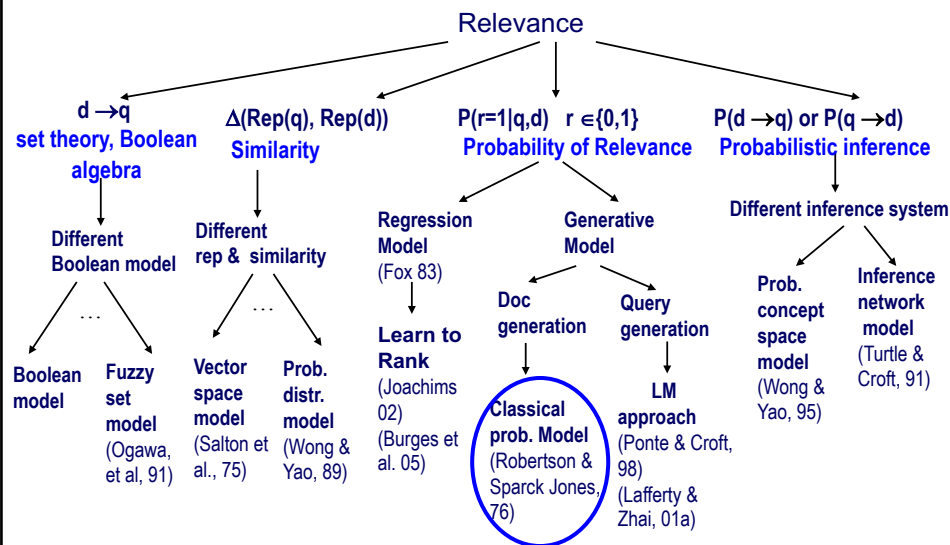 Relevance
d →q
set theory, Boolean
algebra
Δ(Rep(q), Rep(d))
Similarity
P(r=1|q,d) r ∈{0,1}
Probability of Relevance
P(d →q) or P(q →d)
Probabilistic inference
Different
Boolean model
…
Boolean
model
Fuzzy
set
model
(Ogawa,
et al, 91)
Different
rep & similarity
…
Vector
space
model
(Salton et
al., 75)
Prob.
distr.
model
(Wong &
Yao, 89)
Regression
Model
(Fox 83)
Learn to
Rank
(Joachims
02)
(Burges et
al. 05)
Generative
Model
Doc
generation
Classical
prob. Model
(Robertson &
Sparck Jones,
76)
Query
generation
LM
approach
(Ponte & Croft,
98)
(Lafferty &
Zhai, 01a)
Different inference system
Prob.
concept
space
model
(Wong &
Yao, 95)
Inference
network
model
(Turtle &
Croft, 91)